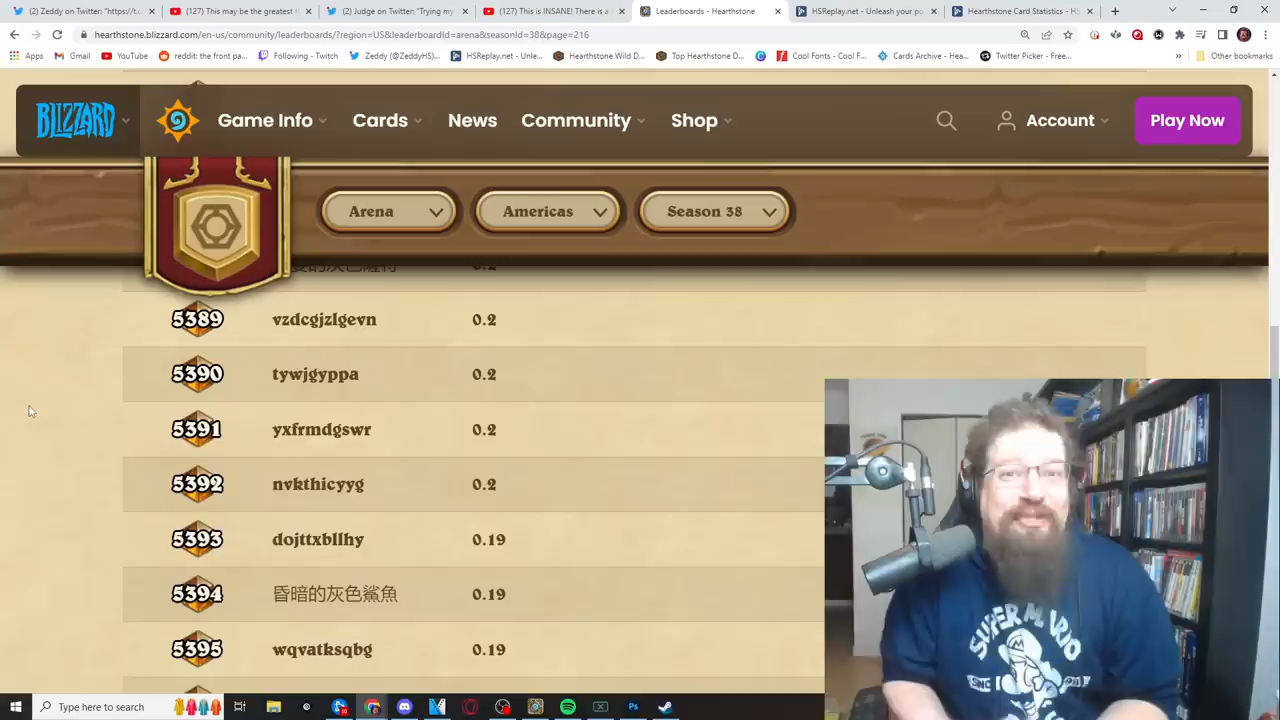 (2) Zeddy on Twitter: "https://t
(127) This may be the greatest
(2) Judge on Twitter: "Trying my
(127) This is INSANE! There is a
Leaderboards - Hearthstone
HSReplay.net - Unleash your po
Hearthstone Card Statistics - HS
hearthstone.blizzard.com/en-us/community/leaderboards/?region=US&leaderboardId=arena&seasonId=38&page=216
Apps
Gmail
YouTube
reddit: the front pa...
Following - Twitch
Zeddy (@ZeddyHS)...
HSReplay.net - Unle...
Hearthstone Wild D...
Top Hearthstone D...
Cool Fonts - Cool F...
Cards Archive - Hea...
Twitter Picker - Free...
»
Other bookmarks
BLIZZARD
Game Info
Cards
News
Community
Shop
Account
Play Now
Arena
Americas
Season 38
5389 vzdcgjzlgevn 0.2
5390 tywjgyppa 0.2
5391 yxfrmdgswr 0.2
5392 nvkthicyyg 0.2
5393 dojttxbllhy 0.19
5394 昏暗的灰色鯊魚 0.19
5395 wqvatksqbg 0.19
SUPER MARIO
Type here to search